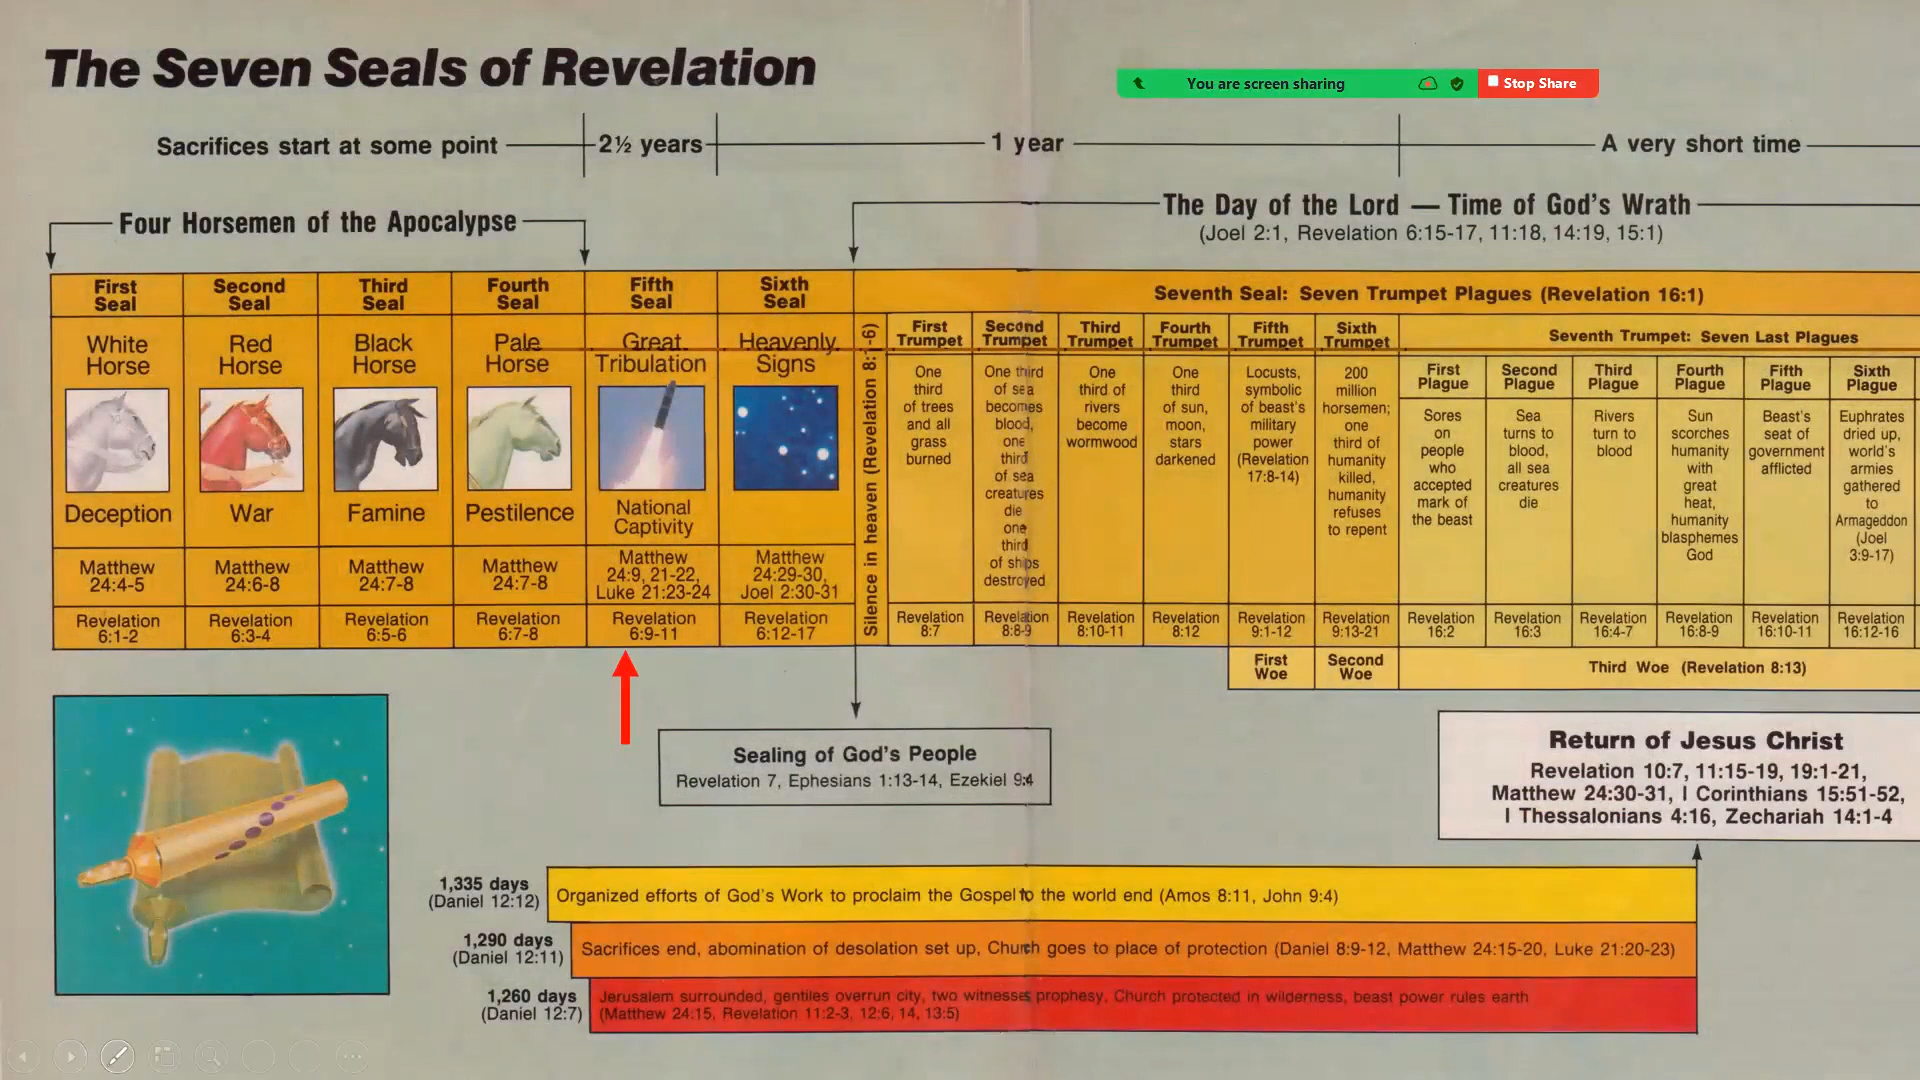 The Seven Seals of Revelation
You are screen sharing
Stop Share
Sacrifices start at some point
2½ years
1 year
A very short time
Four Horsemen of the Apocalypse
The Day of the Lord — Time of God's Wrath
(Joel 2:1, Revelation 6:15-17, 11:18, 14:19, 15:1)
First
Seal
White
Horse
Deception
Matthew
24:4-5
Revelation
6:1-2
Second
Seal
Red
Horse
War
Matthew
24:6-8
Revelation
6:3-4
Third
Seal
Black
Horse
Famine
Matthew
24:7-8
Revelation
6:5-6
Fourth
Seal
Pale
Horse
Pestilence
Matthew
24:7-8
Revelation
6:7-8
Fifth
Seal
Great
Tribulation
National
Captivity
Matthew
24:9, 21-22,
Luke 21:23-24
Revelation
6:9-11
Sixth
Seal
Heavenly
Signs
Matthew
24:29-30,
Joel 2:30-31
Revelation
6:12-17
Seventh Seal: Seven Trumpet Plagues (Revelation 16:1)
Silence in heaven (Revelation 8: -6)
First
Trumpet
One
third
of trees
and all
grass
burned
Revelation
8:7
Second
Trumpet
One third
of sea
becomes
blood,
one
third
of sea
creatures
die
one
third
of ships
destroyed
Revelation
8:8-9
Third
Trumpet
One
third of
rivers
become
wormwood
Revelation
8:10-11
Fourth
Trumpet
One
third
of sun,
moon,
stars
darkened
Revelation
8:12
Fifth
Trumpet
Locusts,
symbolic
of beast's
military
power
(Revelation
17:8-14)
Revelation
9:1-12
First
Woe
Sixth
Trumpet
200
million
horsemen;
one
third of
humanity
killed,
humanity
refuses
to repent
Revelation
9:13-21
Second
Woe
Seventh Trumpet: Seven Last Plagues
First
Plague
Sores
on
people
who
accepted
mark of
the beast
Revelation
16:2
Second
Plague
Sea
turns to
blood,
all sea
creatures
die
Revelation
16:3
Third
Plague
Rivers
turn to
blood
Revelation
16:4-7
Fourth
Plague
Sun
scorches
humanity
with
great
heat,
humanity
blasphemes
God
Revelation
16:8-9
Fifth
Plague
Beast's
seat of
government
afflicted
Revelation
16:10-11
Sixth
Plague
Euphrates
dried up,
world's
armies
gathered
to
Armageddon
(Joel
3:9-17)
Revelation
16:12-16
Third Woe (Revelation 8:13)
Sealing of God's People
Revelation 7, Ephesians 1:13-14, Ezekiel 9:4
Return of Jesus Christ
Revelation 10:7, 11:15-19, 19:1-21,
Matthew 24:30-31, I Corinthians 15:51-52,
I Thessalonians 4:16, Zechariah 14:1-4
1,335 days
(Daniel 12:12)
Organized efforts of God's Work to proclaim the Gospel to the world end (Amos 8:11, John 9:4)
1,290 days
(Daniel 12:11)
Sacrifices end, abomination of desolation set up, Church goes to place of protection (Daniel 8:9-12, Matthew 24:15-20, Luke 21:20-23)
1,260 days
(Daniel 12:7)
Jerusalem surrounded, gentiles overrun city, two witnesses prophesy, Church protected in wilderness, beast power rules earth
(Matthew 24:15, Revelation 11:2-3, 12:6, 14, 13:5)